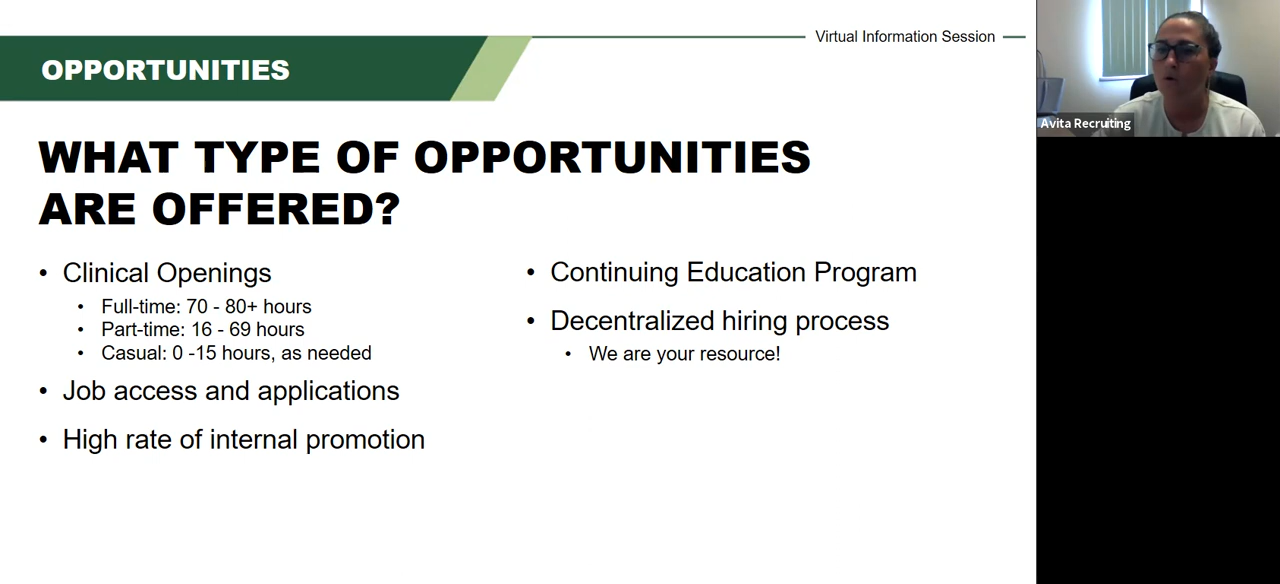 Virtual Information Session
OPPORTUNITIES
WHAT TYPE OF OPPORTUNITIES
ARE OFFERED?
• Clinical Openings
• Full-time: 70 - 80+ hours
• Part-time: 16 - 69 hours
• Casual: 0 -15 hours, as needed
• Job access and applications
• High rate of internal promotion
• Continuing Education Program
• Decentralized hiring process
• We are your resource!
Avita Recruiting